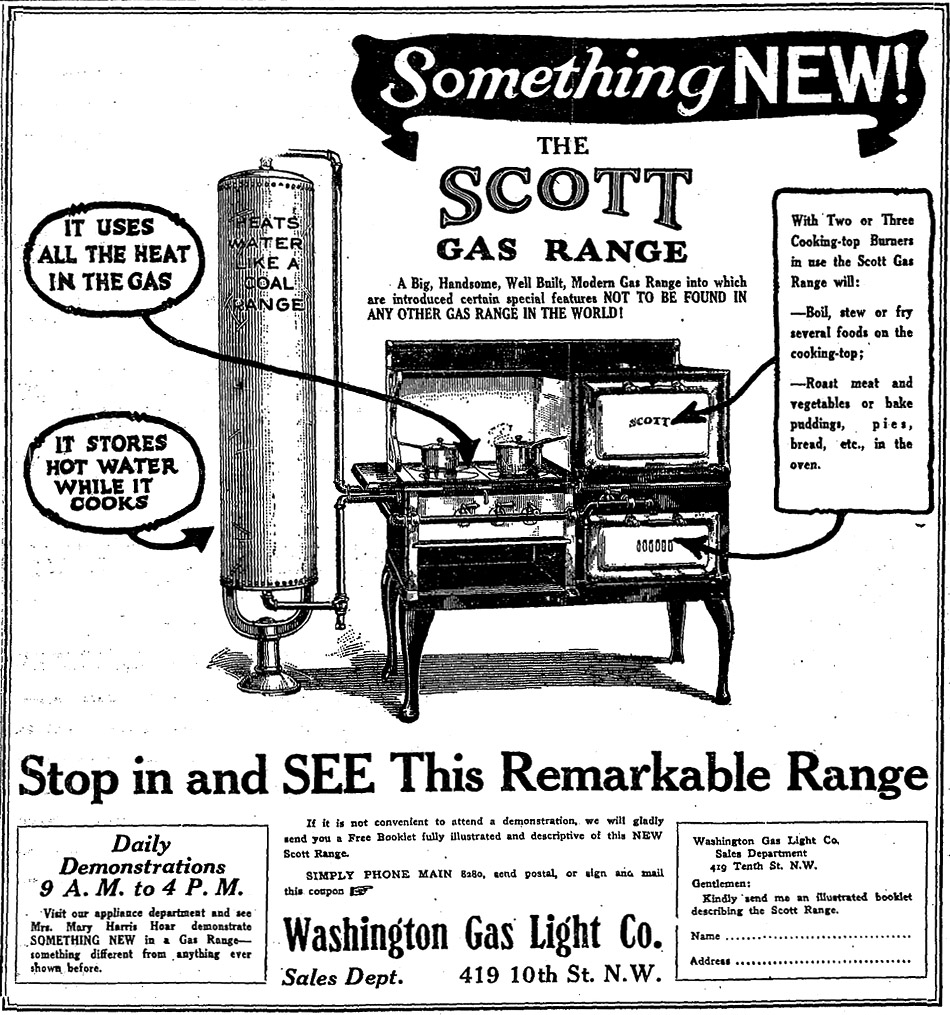 Something NEW!
THE
SCOTT
GAS RANGE
A Big, Handsome, Well Built, Modern Gas Range into which
are introduced certain special features NOT TO BE FOUND IN
ANY OTHER GAS RANGE IN THE WORLD!
IT USES
ALL THE HEAT
IN THE GAS
HEATS
WATER
LIKE A
COAL
RANGE
IT STORES
HOT WATER
WHILE IT
COOKS
With Two or Three
Cooking-top Burners
in use the Scott Gas
Range will:
—Boil, stew or fry
several foods on the
cooking-top;
—Roast meat and
vegetables or bake
puddings, pies,
bread, etc., in the
oven.
SCOTT
Stop in and SEE This Remarkable Range
Daily
Demonstrations
9 A. M. to 4 P. M.
Visit our appliance department and see
Mrs. Mary Harris Hoar demonstrate
SOMETHING NEW in a Gas Range—
something different from anything ever
shown before.
If it is not convenient to attend a demonstration, we will gladly
send you a Free Booklet fully illustrated and descriptive of this NEW
Scott Range.
SIMPLY PHONE MAIN 8280, send postal, or sign and mail
this coupon ☞
Washington Gas Light Co.
Sales Dept. 419 10th St. N.W.
Washington Gas Light Co.
Sales Department
419 Tenth St. N.W.
Gentlemen:
Kindly send me an illustrated booklet
describing the Scott Range.
Name ......................................
Address ...................................